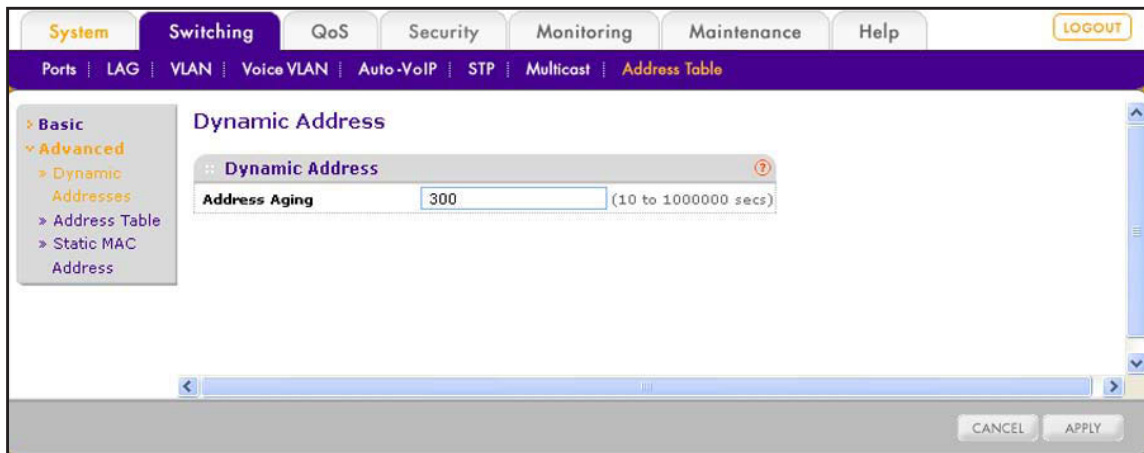 System Switching QoS Security Monitoring Maintenance Help LOGOUT
Ports LAG VLAN Voice VLAN Auto-VoIP STP Multicast Address Table
Basic
Advanced
» Dynamic
Addresses
» Address Table
» Static MAC
Address
Dynamic Address
Dynamic Address ?
Address Aging 300 (10 to 1000000 secs)
CANCEL APPLY